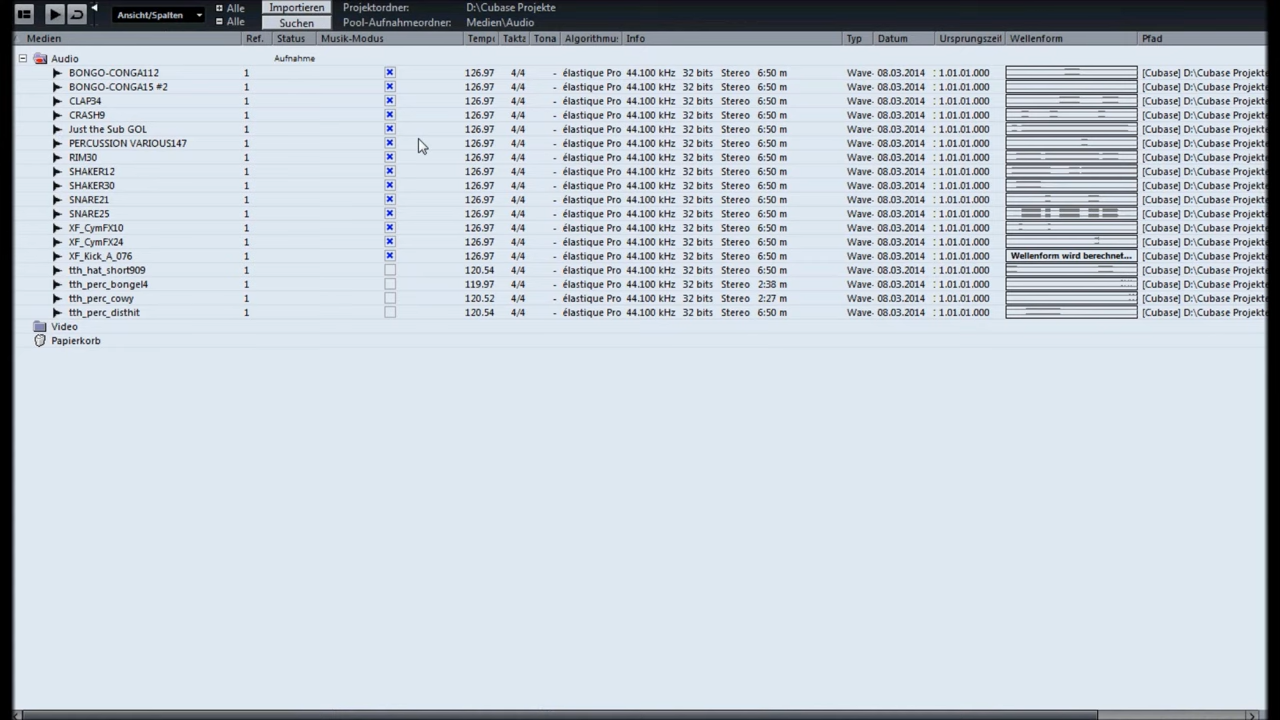 Ansicht/Spalten Alle Importieren Projektordner: D:\Cubase Projekte
Alle Suchen Pool-Aufnahmeordner: Medien\Audio
Medien Ref. Status Musik-Modus Tempo Taktz Tona Algorithmu: Info Typ Datum Ursprungszeit Wellenform Pfad
Audio Aufnahme
BONGO-CONGA112 1 126.97 4/4 - élastique Pro 44.100 kHz 32 bits Stereo 6:50 m Wave- 08.03.2014 : 1.01.01.000 [Cubase] D:\Cubase Projekte
BONGO-CONGA15 #2 1 126.97 4/4 - élastique Pro 44.100 kHz 32 bits Stereo 6:50 m Wave- 08.03.2014 : 1.01.01.000 [Cubase] D:\Cubase Projekte
CLAP34 1 126.97 4/4 - élastique Pro 44.100 kHz 32 bits Stereo 6:50 m Wave- 08.03.2014 : 1.01.01.000 [Cubase] D:\Cubase Projekte
CRASH9 1 126.97 4/4 - élastique Pro 44.100 kHz 32 bits Stereo 6:50 m Wave- 08.03.2014 : 1.01.01.000 [Cubase] D:\Cubase Projekte
Just the Sub GOL 1 126.97 4/4 - élastique Pro 44.100 kHz 32 bits Stereo 6:50 m Wave- 08.03.2014 : 1.01.01.000 [Cubase] D:\Cubase Projekte
PERCUSSION VARIOUS147 1 126.97 4/4 - élastique Pro 44.100 kHz 32 bits Stereo 6:50 m Wave- 08.03.2014 : 1.01.01.000 [Cubase] D:\Cubase Projekte
RIM30 1 126.97 4/4 - élastique Pro 44.100 kHz 32 bits Stereo 6:50 m Wave- 08.03.2014 : 1.01.01.000 [Cubase] D:\Cubase Projekte
SHAKER12 1 126.97 4/4 - élastique Pro 44.100 kHz 32 bits Stereo 6:50 m Wave- 08.03.2014 : 1.01.01.000 [Cubase] D:\Cubase Projekte
SHAKER30 1 126.97 4/4 - élastique Pro 44.100 kHz 32 bits Stereo 6:50 m Wave- 08.03.2014 : 1.01.01.000 [Cubase] D:\Cubase Projekte
SNARE21 1 126.97 4/4 - élastique Pro 44.100 kHz 32 bits Stereo 6:50 m Wave- 08.03.2014 : 1.01.01.000 [Cubase] D:\Cubase Projekte
SNARE25 1 126.97 4/4 - élastique Pro 44.100 kHz 32 bits Stereo 6:50 m Wave- 08.03.2014 : 1.01.01.000 [Cubase] D:\Cubase Projekte
XF_CymFX10 1 126.97 4/4 - élastique Pro 44.100 kHz 32 bits Stereo 6:50 m Wave- 08.03.2014 : 1.01.01.000 [Cubase] D:\Cubase Projekte
XF_CymFX24 1 126.97 4/4 - élastique Pro 44.100 kHz 32 bits Stereo 6:50 m Wave- 08.03.2014 : 1.01.01.000 [Cubase] D:\Cubase Projekte
XF_Kick_A_076 1 126.97 4/4 - élastique Pro 44.100 kHz 32 bits Stereo 6:50 m Wave- 08.03.2014 : 1.01.01.000 Wellenform wird berechnet... [Cubase] D:\Cubase Projekte
tth_hat_short909 1 120.54 4/4 - élastique Pro 44.100 kHz 32 bits Stereo 6:50 m Wave- 08.03.2014 : 1.01.01.000 [Cubase] D:\Cubase Projekte
tth_perc_bongel4 1 119.97 4/4 - élastique Pro 44.100 kHz 32 bits Stereo 2:38 m Wave- 08.03.2014 : 1.01.01.000 [Cubase] D:\Cubase Projekte
tth_perc_cowy 1 120.52 4/4 - élastique Pro 44.100 kHz 32 bits Stereo 2:27 m Wave- 08.03.2014 : 1.01.01.000 [Cubase] D:\Cubase Projekte
tth_perc_disthit 1 120.54 4/4 - élastique Pro 44.100 kHz 32 bits Stereo 6:50 m Wave- 08.03.2014 : 1.01.01.000 [Cubase] D:\Cubase Projekte
Video
Papierkorb